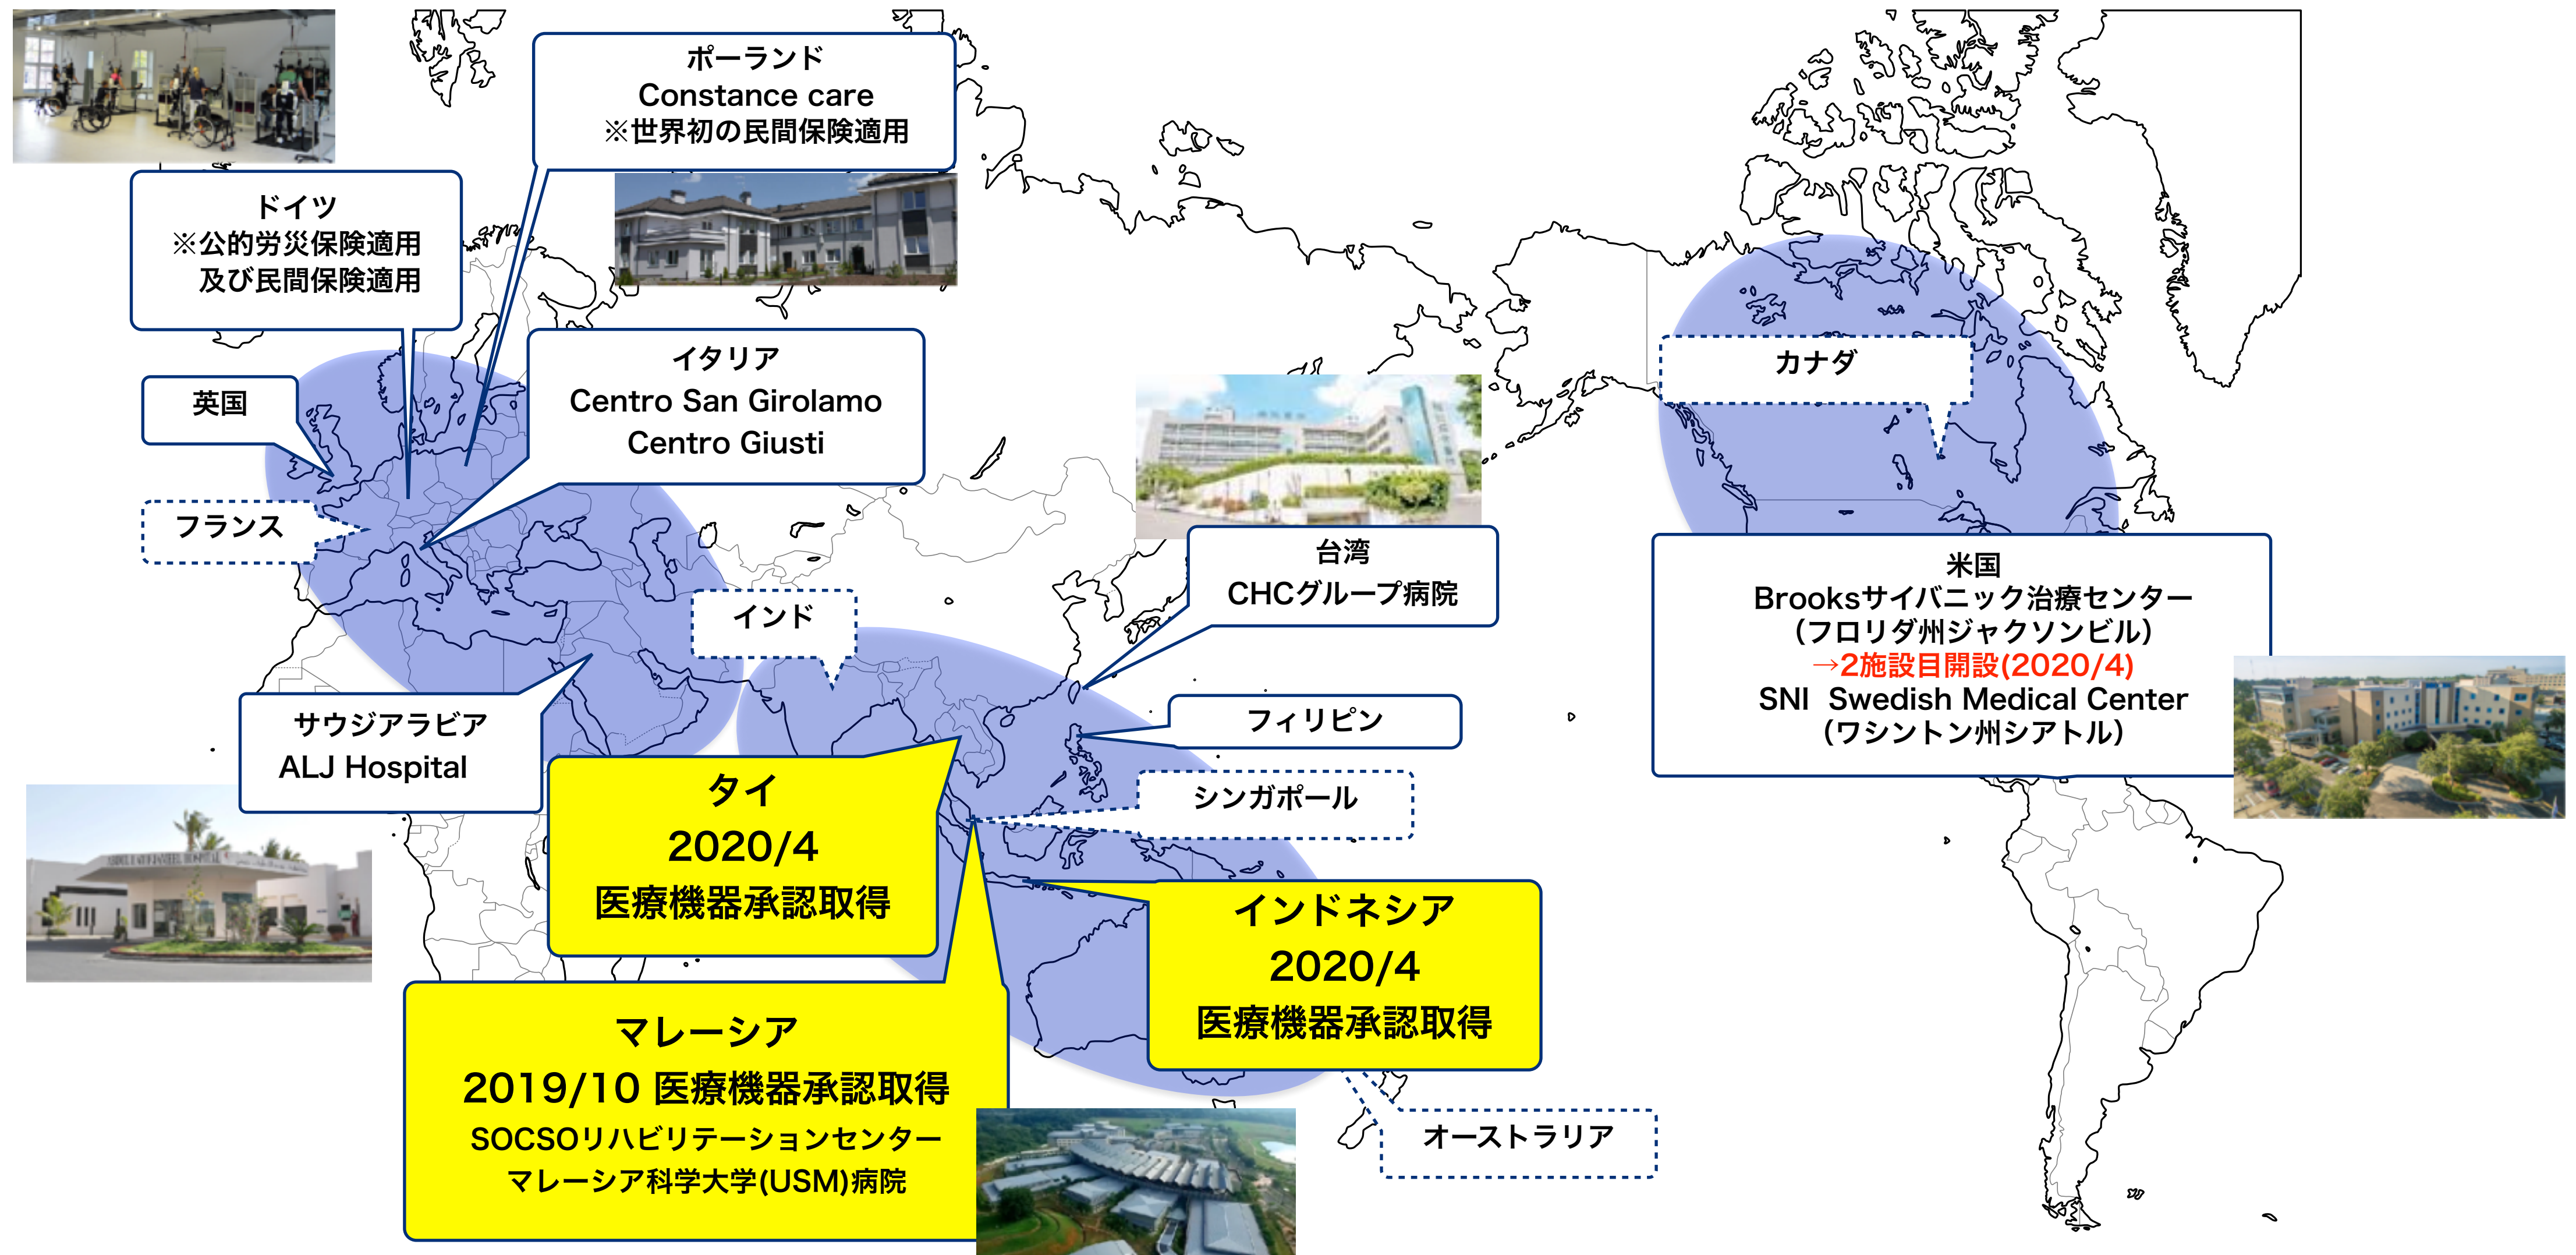 ポーランド
Constance care
※世界初の民間保険適用
ドイツ
※公的労災保険適用
及び民間保険適用
イタリア
Centro San Girolamo
Centro Giusti
英国
フランス
カナダ
台湾
CHCグループ病院
インド
米国
Brooksサイバニック治療センター
（フロリダ州ジャクソンビル）
→2施設目開設(2020/4)
SNI Swedish Medical Center
（ワシントン州シアトル）
サウジアラビア
ALJ Hospital
フィリピン
シンガポール
タイ
2020/4
医療機器承認取得
インドネシア
2020/4
医療機器承認取得
マレーシア
2019/10 医療機器承認取得
SOCSOリハビリテーションセンター
マレーシア科学大学(USM)病院
オーストラリア